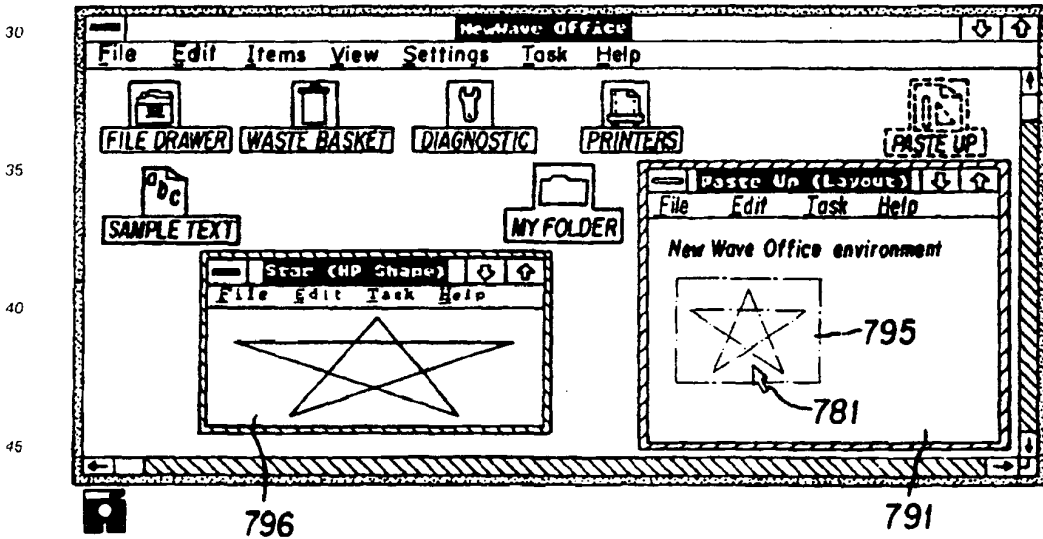 30
NewWave Office
File Edit Items View Settings Task Help
FILE DRAWER WASTE BASKET DIAGNOSTIC PRINTERS PASTE UP
35
abc
SAMPLE TEXT
MY FOLDER
Paste Up (Layout)
File Edit Task Help
New Wave Office environment
Star (HP Shape)
File Edit Task Help
40
795
781
45
796
791